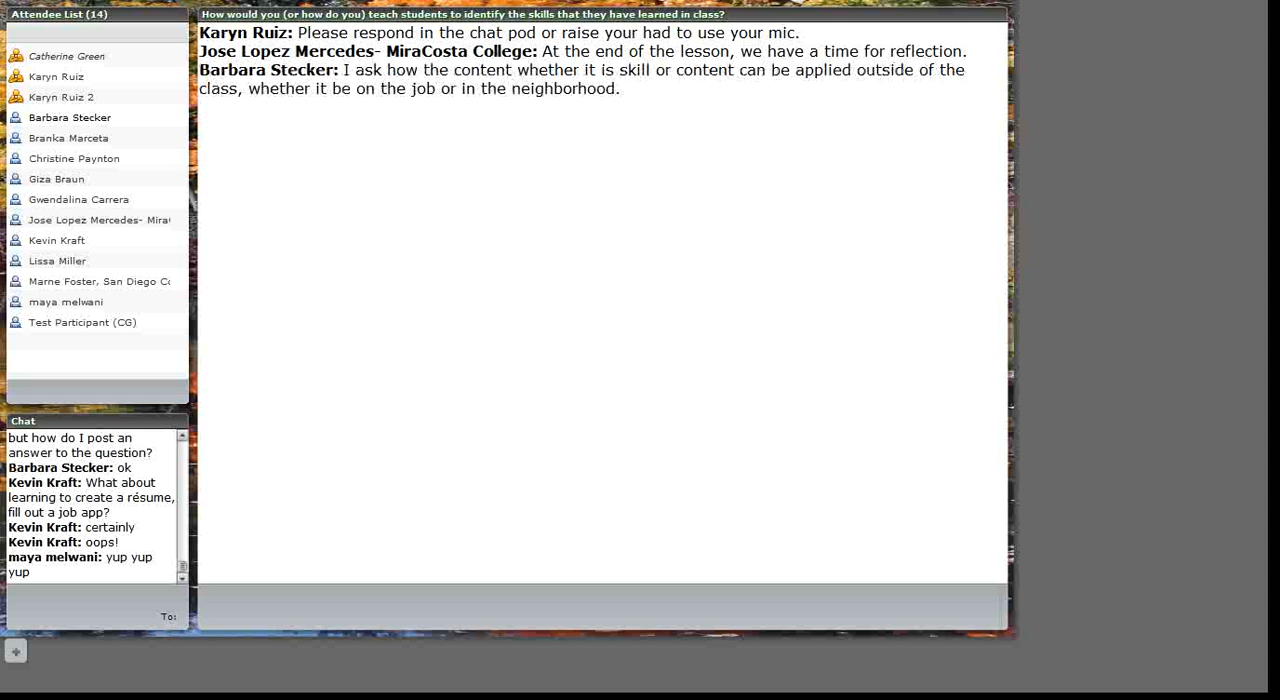 Attendee List (14)
Catherine Green
Karyn Ruiz
Karyn Ruiz 2
Barbara Stecker
Branka Marceta
Christine Paynton
Giza Braun
Gwendalina Carrera
Jose Lopez Mercedes- Mira
Kevin Kraft
Lissa Miller
Marne Foster, San Diego Co
maya melwani
Test Participant (CG)
Chat
but how do I post an
answer to the question?
Barbara Stecker: ok
Kevin Kraft: What about
learning to create a résume,
fill out a job app?
Kevin Kraft: certainly
Kevin Kraft: oops!
maya melwani: yup yup
yup
To:
How would you (or how do you) teach students to identify the skills that they have learned in class?
Karyn Ruiz: Please respond in the chat pod or raise your had to use your mic.
Jose Lopez Mercedes- MiraCosta College: At the end of the lesson, we have a time for reflection.
Barbara Stecker: I ask how the content whether it is skill or content can be applied outside of the
class, whether it be on the job or in the neighborhood.